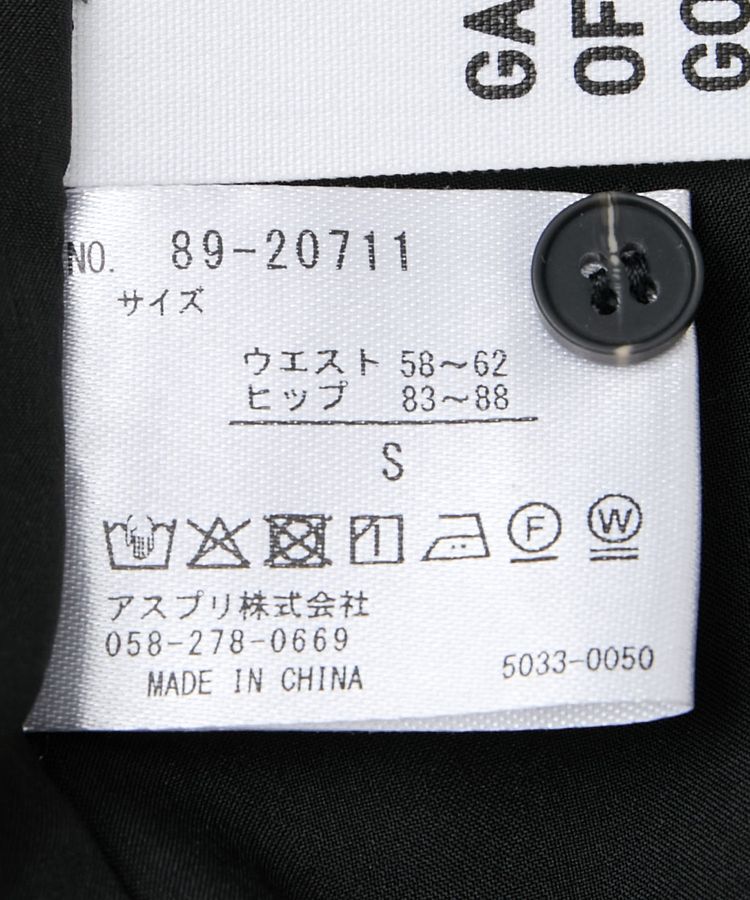 GA
OF
GO
NO. 89-20711
サイズ
ウエスト 58～62
ヒップ 83～88
S
F W
アスプリ株式会社
058-278-0669
MADE IN CHINA
5033-0050